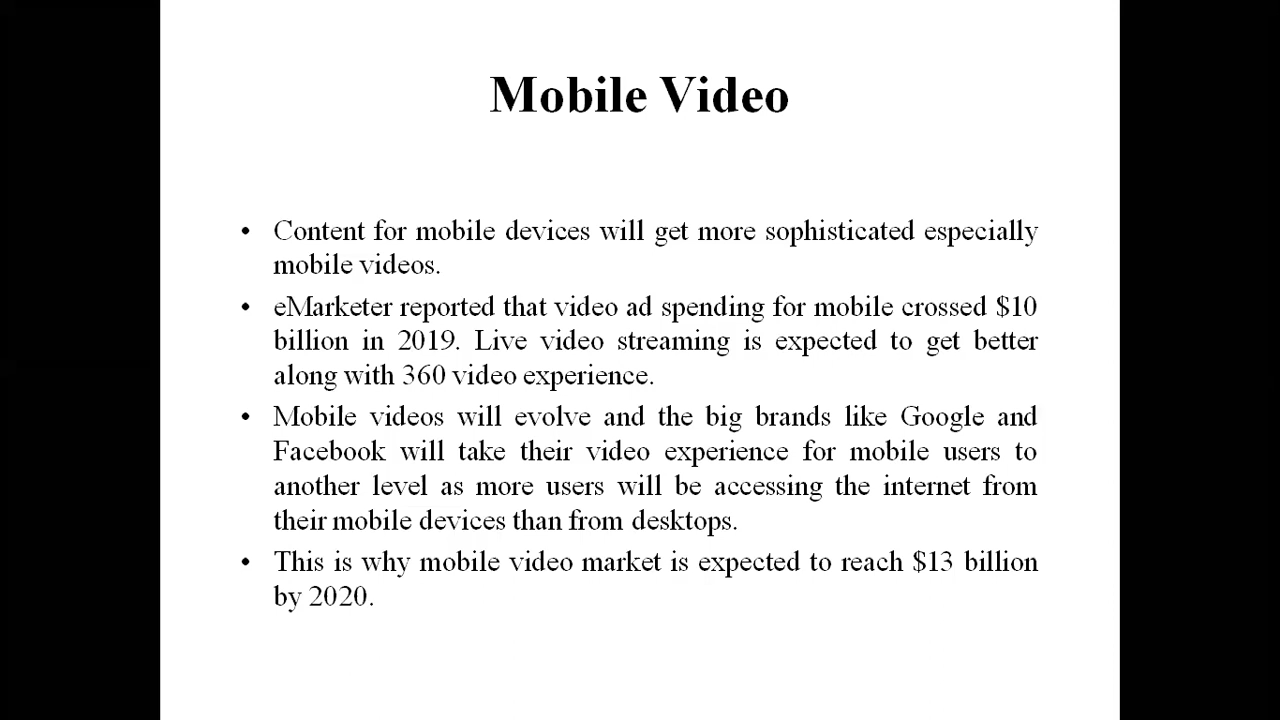 Mobile Video
• Content for mobile devices will get more sophisticated especially
mobile videos.
• eMarketer reported that video ad spending for mobile crossed $10
billion in 2019. Live video streaming is expected to get better
along with 360 video experience.
• Mobile videos will evolve and the big brands like Google and
Facebook will take their video experience for mobile users to
another level as more users will be accessing the internet from
their mobile devices than from desktops.
• This is why mobile video market is expected to reach $13 billion
by 2020.